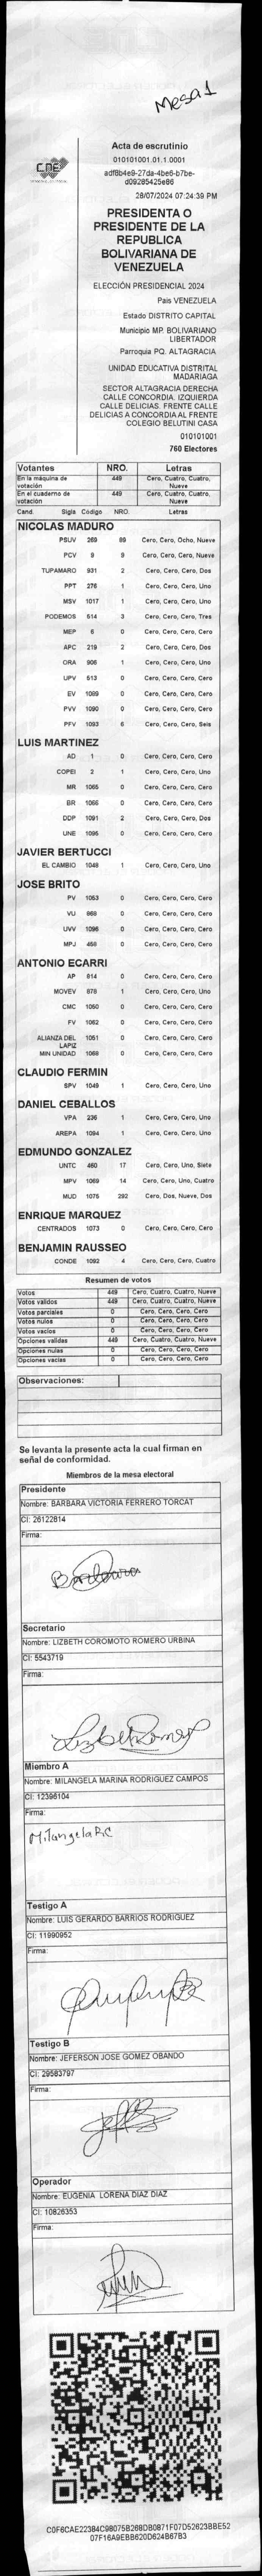 Mesa 1
Acta de escrutinio
010101001.01.1.0001
CNE
adf8b4e9-27da-4be6-b7be-
d09285425e86
28/07/2024 07:24:39 PM
PRESIDENTA O
PRESIDENTE DE LA
REPUBLICA
BOLIVARIANA DE
VENEZUELA
ELECCIÓN PRESIDENCIAL 2024
Pais VENEZUELA
Estado DISTRITO CAPITAL
Municipio MP. BOLIVARIANO
LIBERTADOR
Parroquia PQ. ALTAGRACIA
UNIDAD EDUCATIVA DISTRITAL
MADARIAGA
SECTOR ALTAGRACIA DERECHA
CALLE CONCORDIA. IZQUIERDA
CALLE DELICIAS. FRENTE CALLE
DELICIAS A CONCORDIA AL FRENTE
COLEGIO BELUTINI CASA
010101001
760 Electores
Votantes NRO. Letras
En la máquina de votación 449 Cero, Cuatro, Cuatro, Nueve
En el cuaderno de votación 449 Cero, Cuatro, Cuatro, Nueve
Cand. Sigla Código NRO. Letras
NICOLAS MADURO
PSUV 269 89 Cero, Cero, Ocho, Nueve
PCV 9 9 Cero, Cero, Cero, Nueve
TUPAMARO 931 2 Cero, Cero, Cero, Dos
PPT 276 1 Cero, Cero, Cero, Uno
MSV 1017 1 Cero, Cero, Cero, Uno
PODEMOS 514 3 Cero, Cero, Cero, Tres
MEP 6 0 Cero, Cero, Cero, Cero
APC 219 2 Cero, Cero, Cero, Dos
ORA 906 1 Cero, Cero, Cero, Uno
UPV 513 0 Cero, Cero, Cero, Cero
EV 1089 0 Cero, Cero, Cero, Cero
PVV 1090 0 Cero, Cero, Cero, Cero
PFV 1093 6 Cero, Cero, Cero, Seis
LUIS MARTINEZ
AD 1 0 Cero, Cero, Cero, Cero
COPEI 2 1 Cero, Cero, Cero, Uno
MR 1065 0 Cero, Cero, Cero, Cero
BR 1066 0 Cero, Cero, Cero, Cero
DDP 1091 2 Cero, Cero, Cero, Dos
UNE 1095 0 Cero, Cero, Cero, Cero
JAVIER BERTUCCI
EL CAMBIO 1048 1 Cero, Cero, Cero, Uno
JOSE BRITO
PV 1053 0 Cero, Cero, Cero, Cero
VU 969 0 Cero, Cero, Cero, Cero
UVV 1096 0 Cero, Cero, Cero, Cero
MPJ 458 0 Cero, Cero, Cero, Cero
ANTONIO ECARRI
AP 914 0 Cero, Cero, Cero, Cero
MOVEV 878 1 Cero, Cero, Cero, Uno
CMC 1050 0 Cero, Cero, Cero, Cero
FV 1062 0 Cero, Cero, Cero, Cero
ALIANZA DEL LAPIZ 1051 0 Cero, Cero, Cero, Cero
MIN UNIDAD 1088 0 Cero, Cero, Cero, Cero
CLAUDIO FERMIN
SPV 1049 1 Cero, Cero, Cero, Uno
DANIEL CEBALLOS
VPA 236 1 Cero, Cero, Cero, Uno
AREPA 1094 1 Cero, Cero, Cero, Uno
EDMUNDO GONZALEZ
UNTC 460 17 Cero, Cero, Uno, Siete
MPV 1069 14 Cero, Cero, Uno, Cuatro
MUD 1075 292 Cero, Dos, Nueve, Dos
ENRIQUE MARQUEZ
CENTRADOS 1073 0 Cero, Cero, Cero, Cero
BENJAMIN RAUSSEO
CONDE 1092 4 Cero, Cero, Cero, Cuatro
Resumen de votos
Votos 449 Cero, Cuatro, Cuatro, Nueve
Votos validos 449 Cero, Cuatro, Cuatro, Nueve
Votos parciales 0 Cero, Cero, Cero, Cero
Votos nulos 0 Cero, Cero, Cero, Cero
Votos vacios 0 Cero, Cero, Cero, Cero
Opciones validas 449 Cero, Cuatro, Cuatro, Nueve
Opciones nulas 0 Cero, Cero, Cero, Cero
Opciones vacias 0 Cero, Cero, Cero, Cero
Observaciones:
Se levanta la presente acta la cual firman en
señal de conformidad.
Miembros de la mesa electoral
Presidente
Nombre: BARBARA VICTORIA FERRERO TORCAT
CI: 26122814
Firma:
Barbara
Secretario
Nombre: LIZBETH COROMOTO ROMERO URBINA
CI: 5543719
Firma:
Lizbeth Romero
Miembro A
Nombre: MILANGELA MARINA RODRIGUEZ CAMPOS
CI: 12396104
Firma:
Milangela RC
Testigo A
Nombre: LUIS GERARDO BARRIOS RODRIGUEZ
CI: 11990952
Firma:
Testigo B
Nombre: JEFERSON JOSE GOMEZ OBANDO
CI: 29583797
Firma:
Operador
Nombre: EUGENIA LORENA DIAZ DIAZ
CI: 10826353
Firma:
C0F6CAE22384C98075B268DB0871F07D52623BBE52
07F16A9EBB620D624B67B3